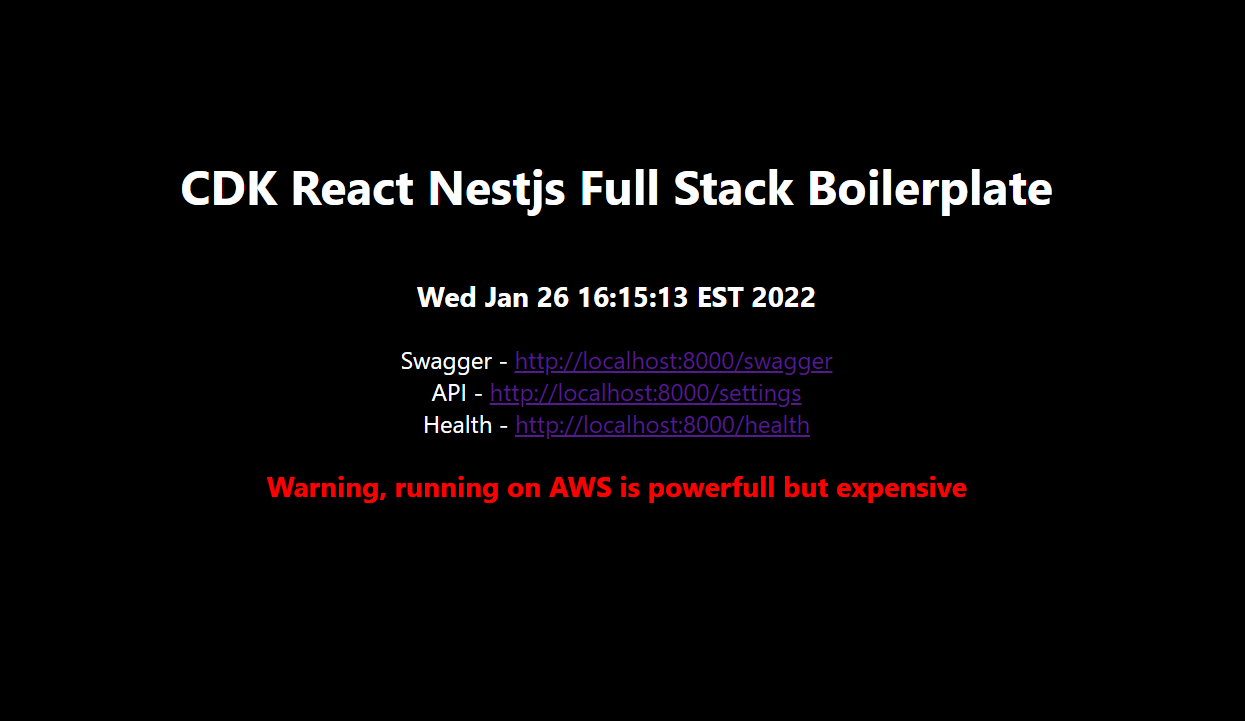 CDK React Nestjs Full Stack Boilerplate
Wed Jan 26 16:15:13 EST 2022
Swagger - http://localhost:8000/swagger
API - http://localhost:8000/settings
Health - http://localhost:8000/health
Warning, running on AWS is powerfull but expensive